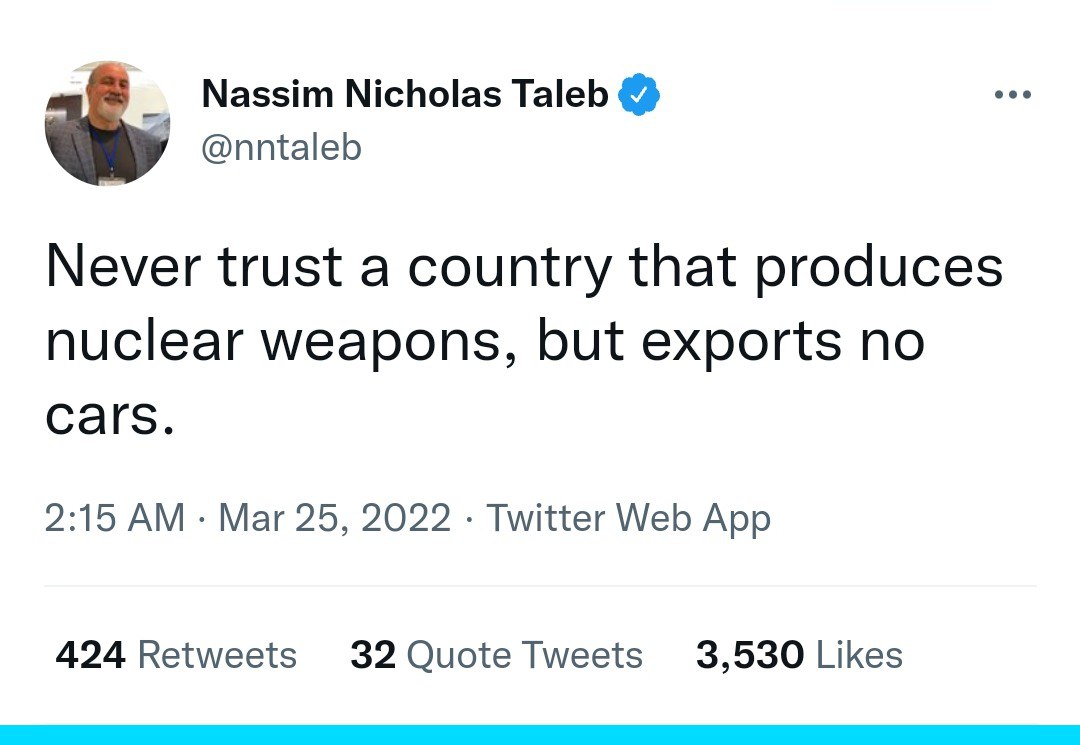 Nassim Nicholas Taleb
@nntaleb
Never trust a country that produces
nuclear weapons, but exports no
cars.
2:15 AM · Mar 25, 2022 · Twitter Web App
424 Retweets 32 Quote Tweets 3,530 Likes